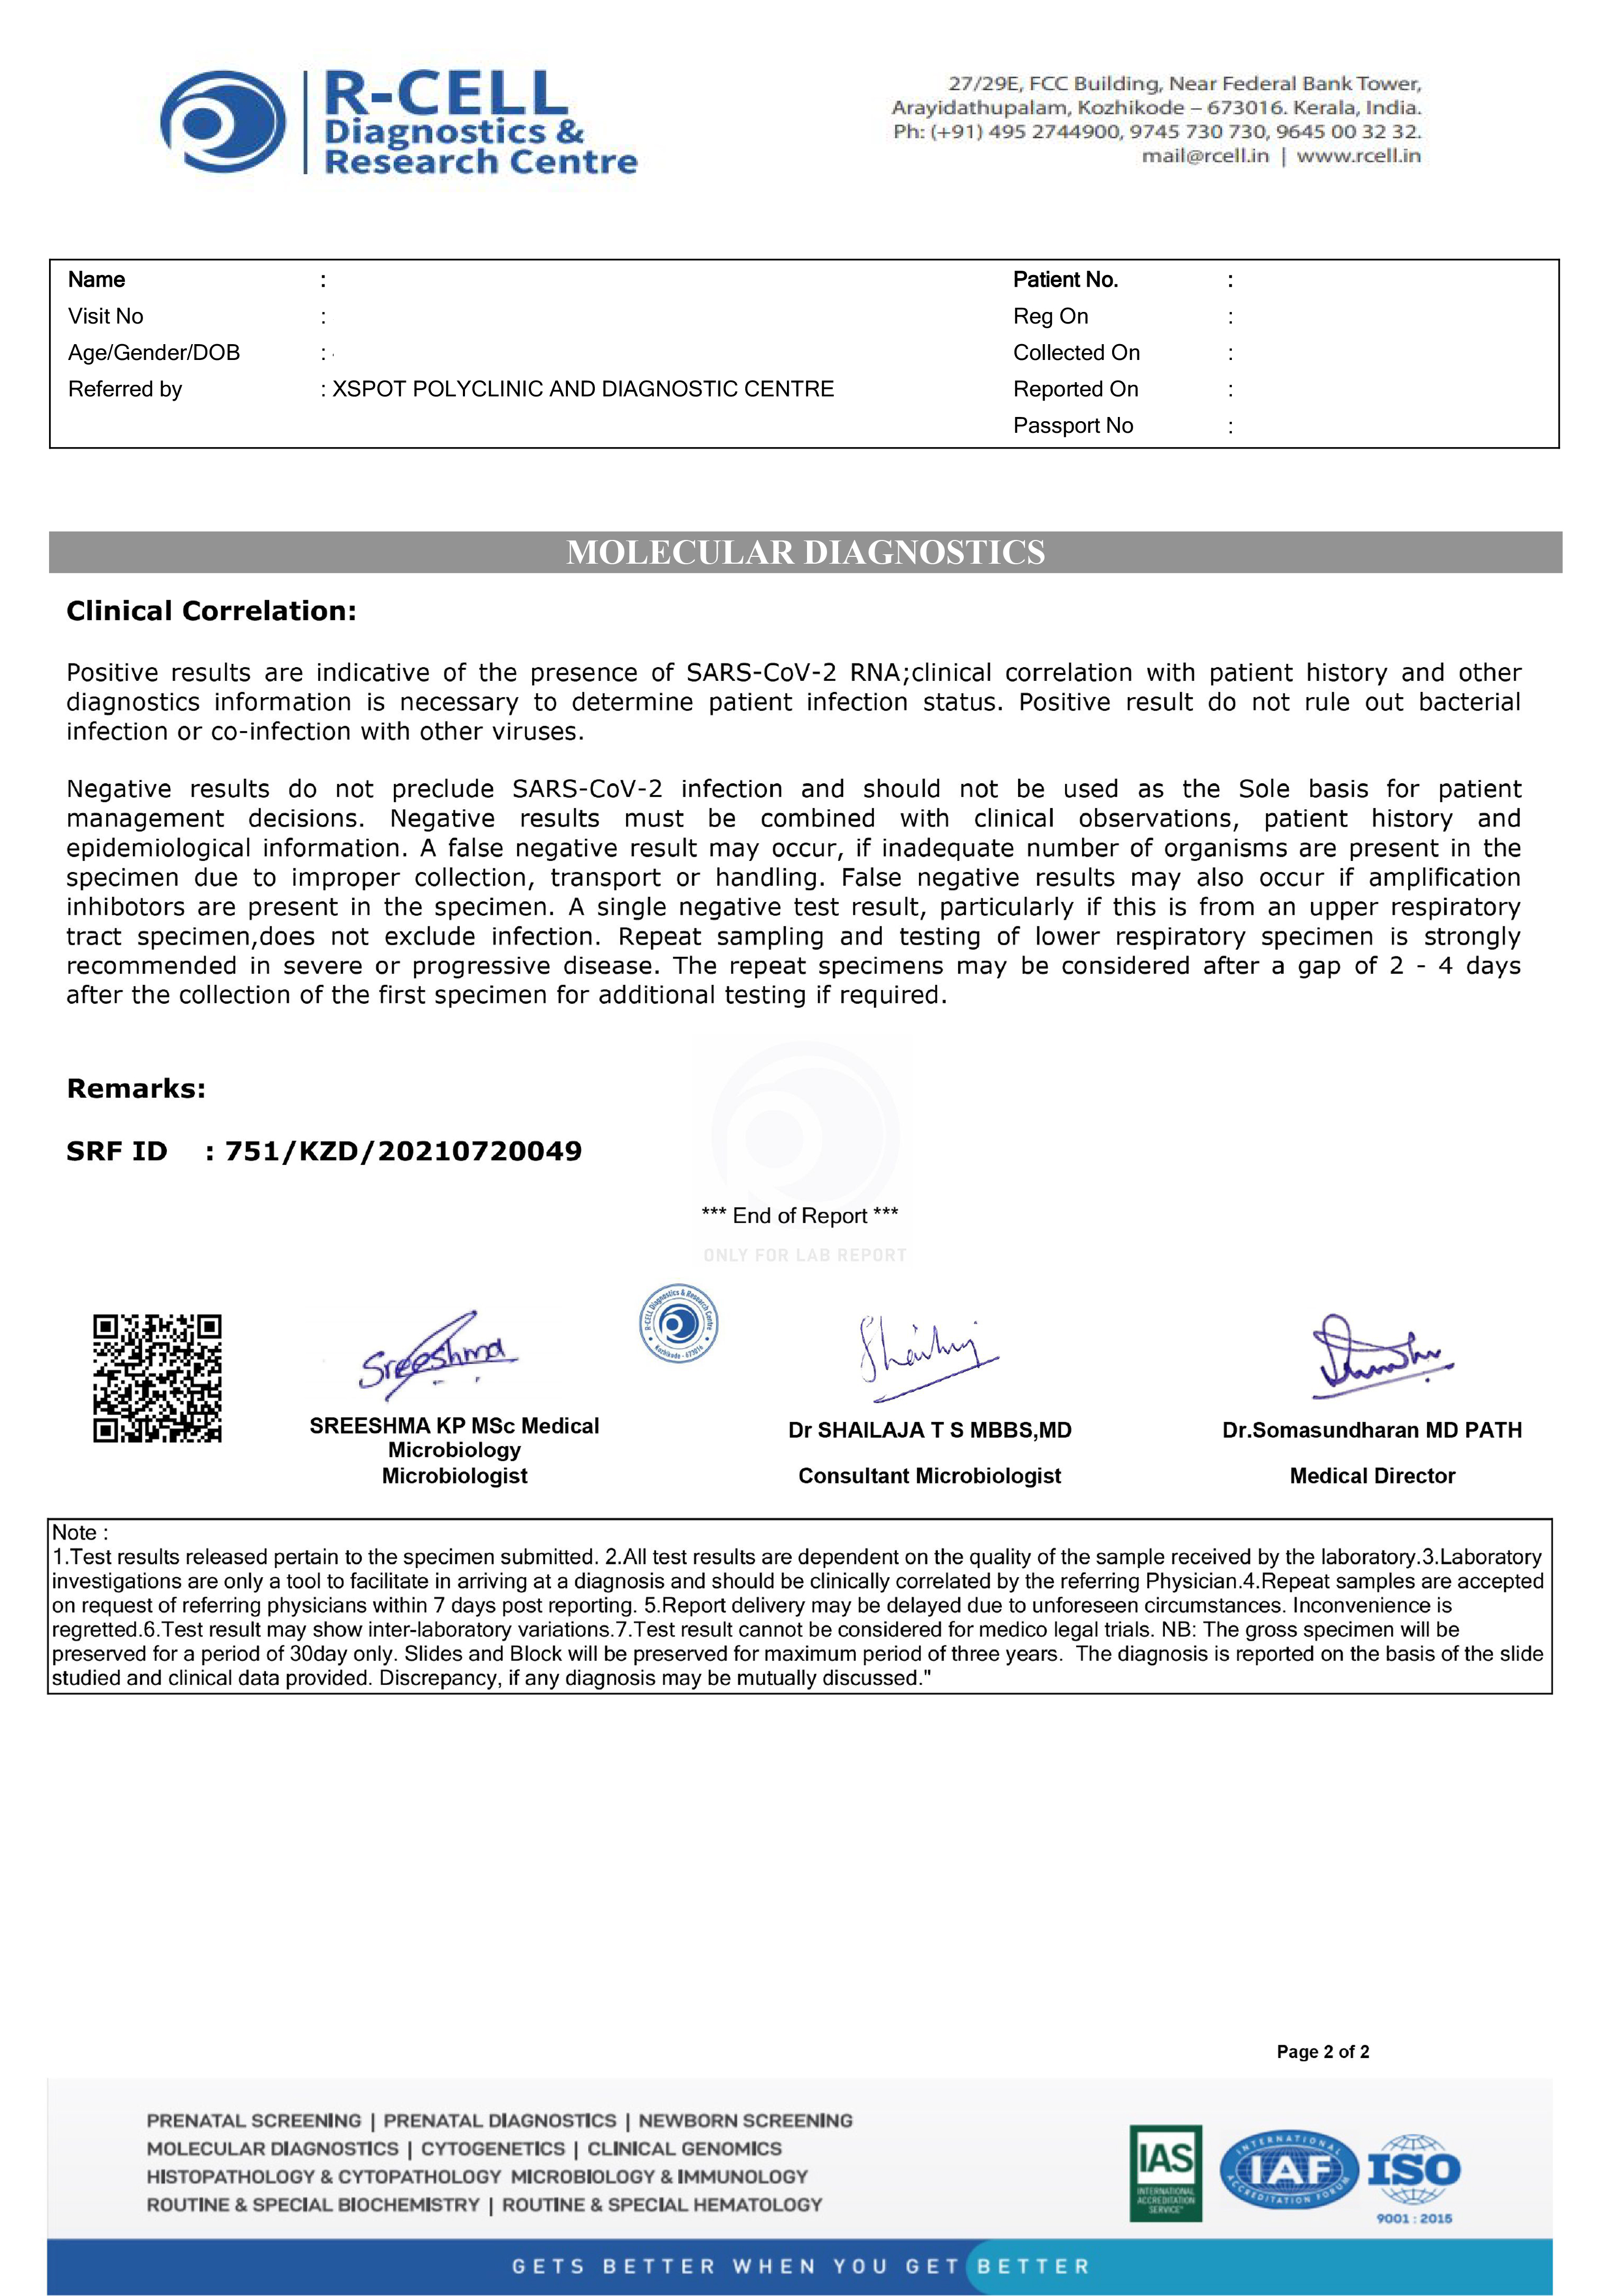 R-CELL
Diagnostics &
Research Centre
27/29E, FCC Building, Near Federal Bank Tower,
Arayidathupalam, Kozhikode – 673016. Kerala, India.
Ph: (+91) 495 2744900, 9745 730 730, 9645 00 32 32.
mail@rcell.in | www.rcell.in
Name :
Patient No. :
Visit No :
Reg On :
Age/Gender/DOB :
Collected On :
Referred by : XSPOT POLYCLINIC AND DIAGNOSTIC CENTRE
Reported On :
Passport No :
MOLECULAR DIAGNOSTICS
Clinical Correlation:
Positive results are indicative of the presence of SARS-CoV-2 RNA;clinical correlation with patient history and other
diagnostics information is necessary to determine patient infection status. Positive result do not rule out bacterial
infection or co-infection with other viruses.
Negative results do not preclude SARS-CoV-2 infection and should not be used as the Sole basis for patient
management decisions. Negative results must be combined with clinical observations, patient history and
epidemiological information. A false negative result may occur, if inadequate number of organisms are present in the
specimen due to improper collection, transport or handling. False negative results may also occur if amplification
inhibotors are present in the specimen. A single negative test result, particularly if this is from an upper respiratory
tract specimen,does not exclude infection. Repeat sampling and testing of lower respiratory specimen is strongly
recommended in severe or progressive disease. The repeat specimens may be considered after a gap of 2 - 4 days
after the collection of the first specimen for additional testing if required.
Remarks:
SRF ID : 751/KZD/20210720049
*** End of Report ***
ONLY FOR LAB REPORT
Sreeshma
R-CELL Diagnostics & Research Centre
Kozhikode - 673016
SREESHMA KP MSc Medical
Microbiology
Microbiologist
Dr SHAILAJA T S MBBS,MD
Consultant Microbiologist
Dr.Somasundharan MD PATH
Medical Director
Note :
1.Test results released pertain to the specimen submitted. 2.All test results are dependent on the quality of the sample received by the laboratory.3.Laboratory
investigations are only a tool to facilitate in arriving at a diagnosis and should be clinically correlated by the referring Physician.4.Repeat samples are accepted
on request of referring physicians within 7 days post reporting. 5.Report delivery may be delayed due to unforeseen circumstances. Inconvenience is
regretted.6.Test result may show inter-laboratory variations.7.Test result cannot be considered for medico legal trials. NB: The gross specimen will be
preserved for a period of 30day only. Slides and Block will be preserved for maximum period of three years. The diagnosis is reported on the basis of the slide
studied and clinical data provided. Discrepancy, if any diagnosis may be mutually discussed."
Page 2 of 2
PRENATAL SCREENING | PRENATAL DIAGNOSTICS | NEWBORN SCREENING
MOLECULAR DIAGNOSTICS | CYTOGENETICS | CLINICAL GENOMICS
HISTOPATHOLOGY & CYTOPATHOLOGY MICROBIOLOGY & IMMUNOLOGY
ROUTINE & SPECIAL BIOCHEMISTRY | ROUTINE & SPECIAL HEMATOLOGY
IAS
INTERNATIONAL
ACCREDITATION
SERVICE
INTERNATIONAL
IAF
ACCREDITATION FORUM
ISO
9001 : 2015
GETS BETTER WHEN YOU GET BETTER